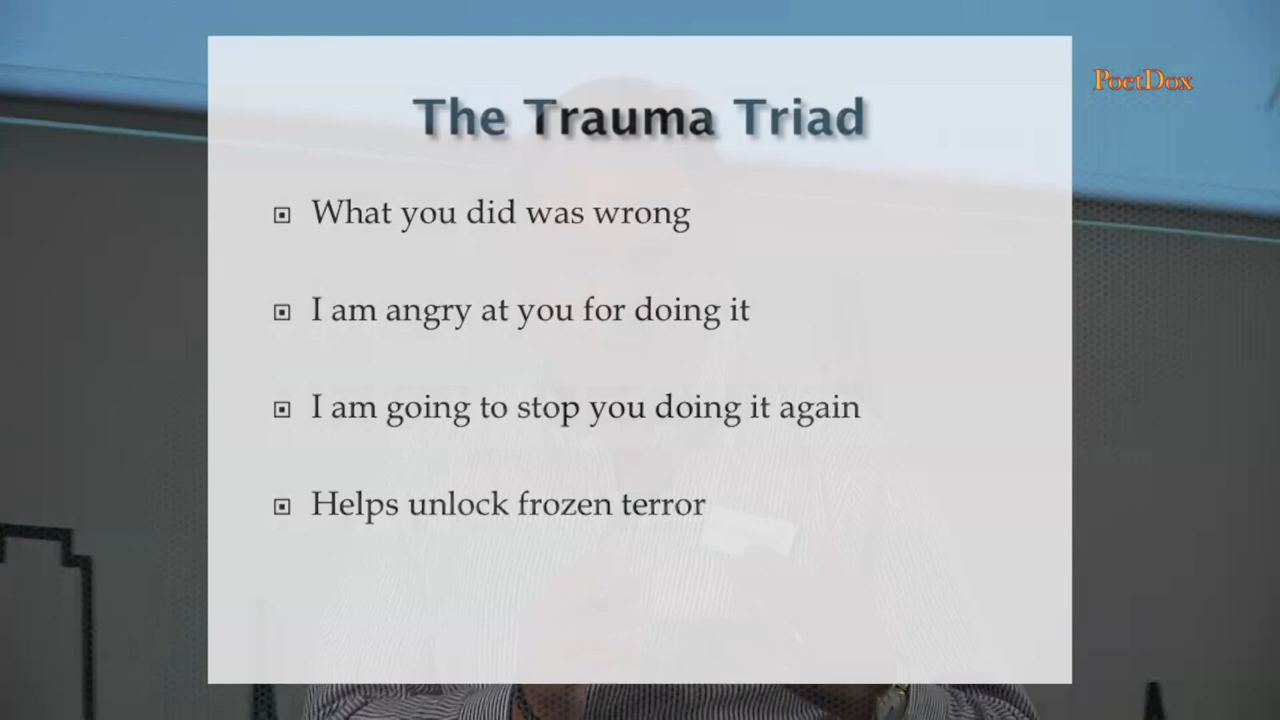 PoetDox
The Trauma Triad
What you did was wrong
I am angry at you for doing it
I am going to stop you doing it again
Helps unlock frozen terror